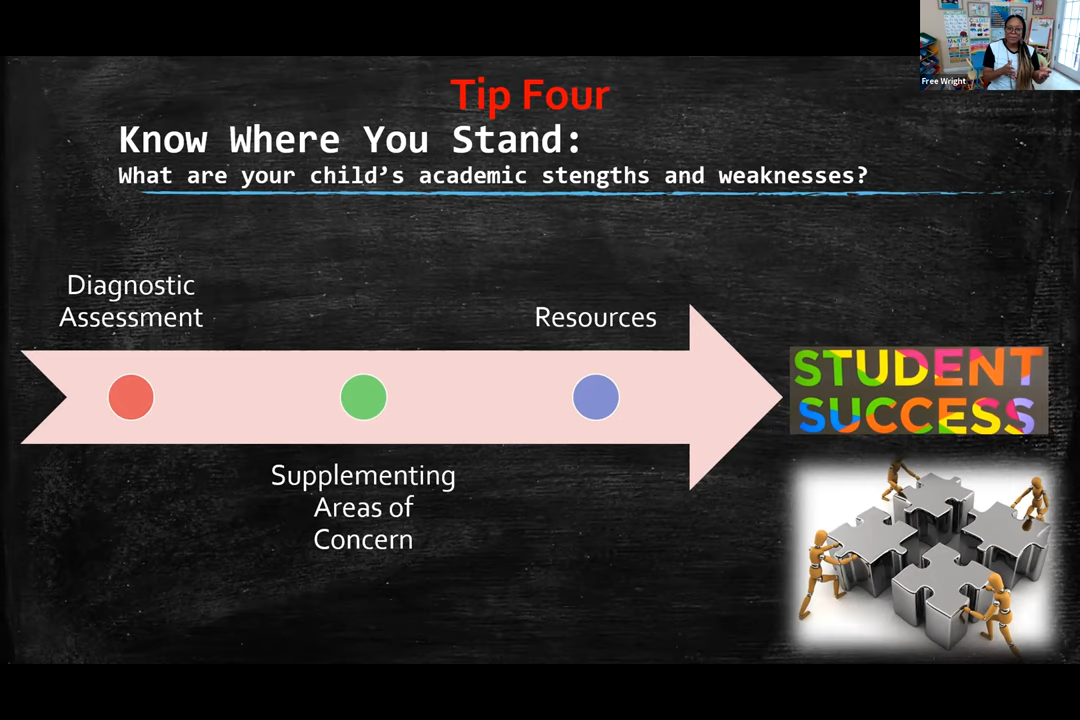 Free Wright
Tip Four
Know Where You Stand:
What are your child’s academic stengths and weaknesses?
Diagnostic
Assessment
Resources
Supplementing
Areas of
Concern
STUDENT
SUCCESS